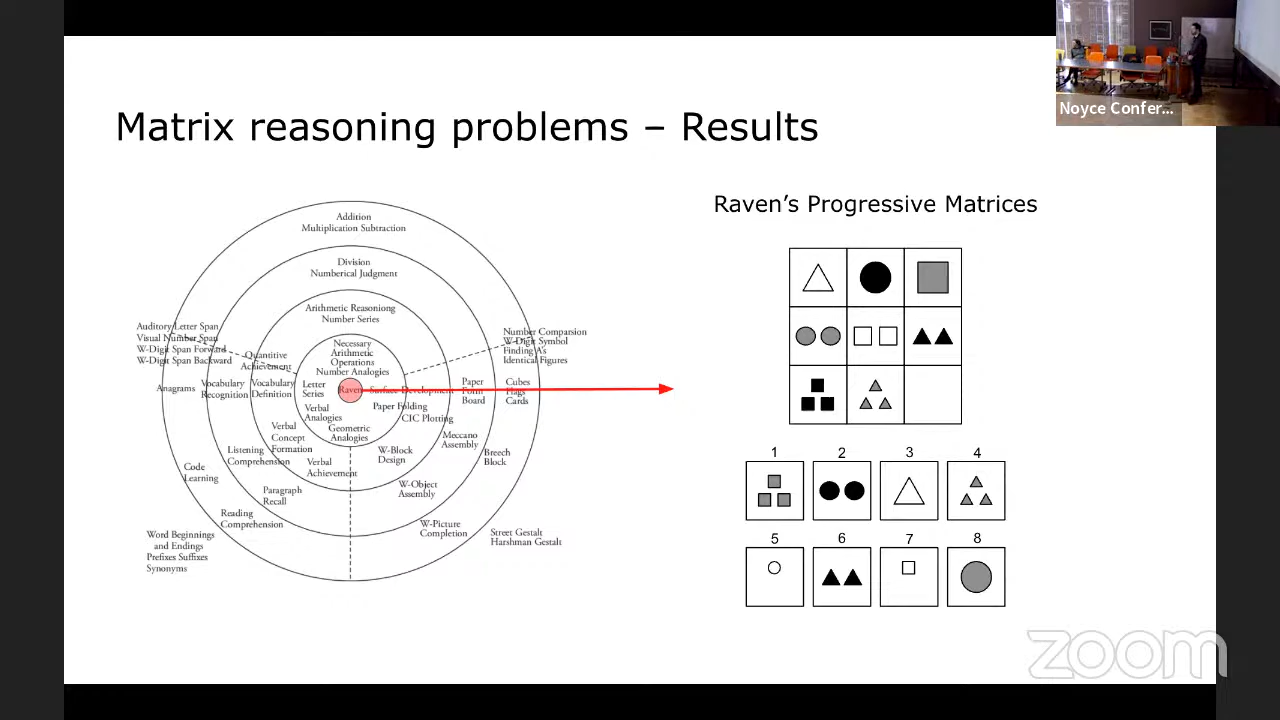 Noyce Confer...
Matrix reasoning problems – Results
Addition
Multiplication Subtraction
Division
Numberical Judgment
Arithmetic Reasoniong
Number Series
Necessary
Arithmetic
Operations
Number Analogies
Auditory Letter Span
Visual Number Span
W-Digit Span Forward
W-Digit Span Backward
Quantitive
Achievement
Number Comparsion
W-Digit Symbol
Finding A's
Identical Figures
Anagrams
Vocabulary
Recognition
Vocabulary
Definition
Letter
Series
Raven
Surface Development
Paper
Form
Board
Cubes
Flags
Cards
Verbal
Analogies
Paper Folding
CIC Plotting
Geometric
Analogies
Verbal
Concept
Formation
Listening
Comprehension
Verbal
Achievement
W-Block
Design
Meccano
Assembly
Breech
Block
Code
Learning
Paragraph
Recall
W-Object
Assembly
Reading
Comprehension
W-Picture
Completion
Word Beginnings
and Endings
Prefixes Suffixes
Synonyms
Street Gestalt
Harshman Gestalt
Raven's Progressive Matrices
1 2 3 4
5 6 7 8
zoom